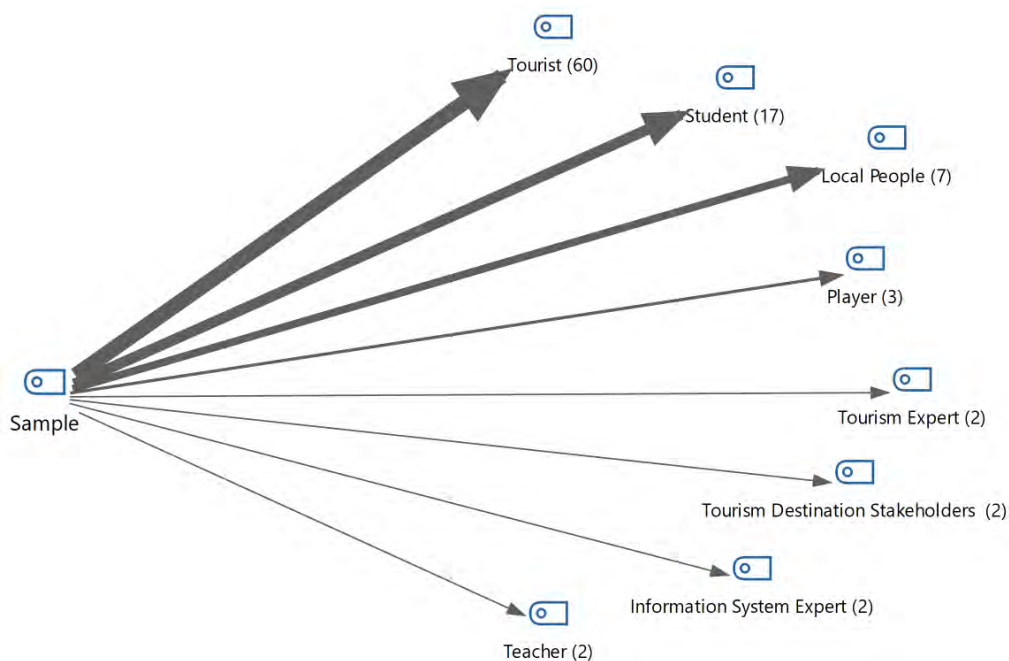 Tourist (60)
Student (17)
Local People (7)
Player (3)
Sample
Tourism Expert (2)
Tourism Destination Stakeholders (2)
Information System Expert (2)
Teacher (2)